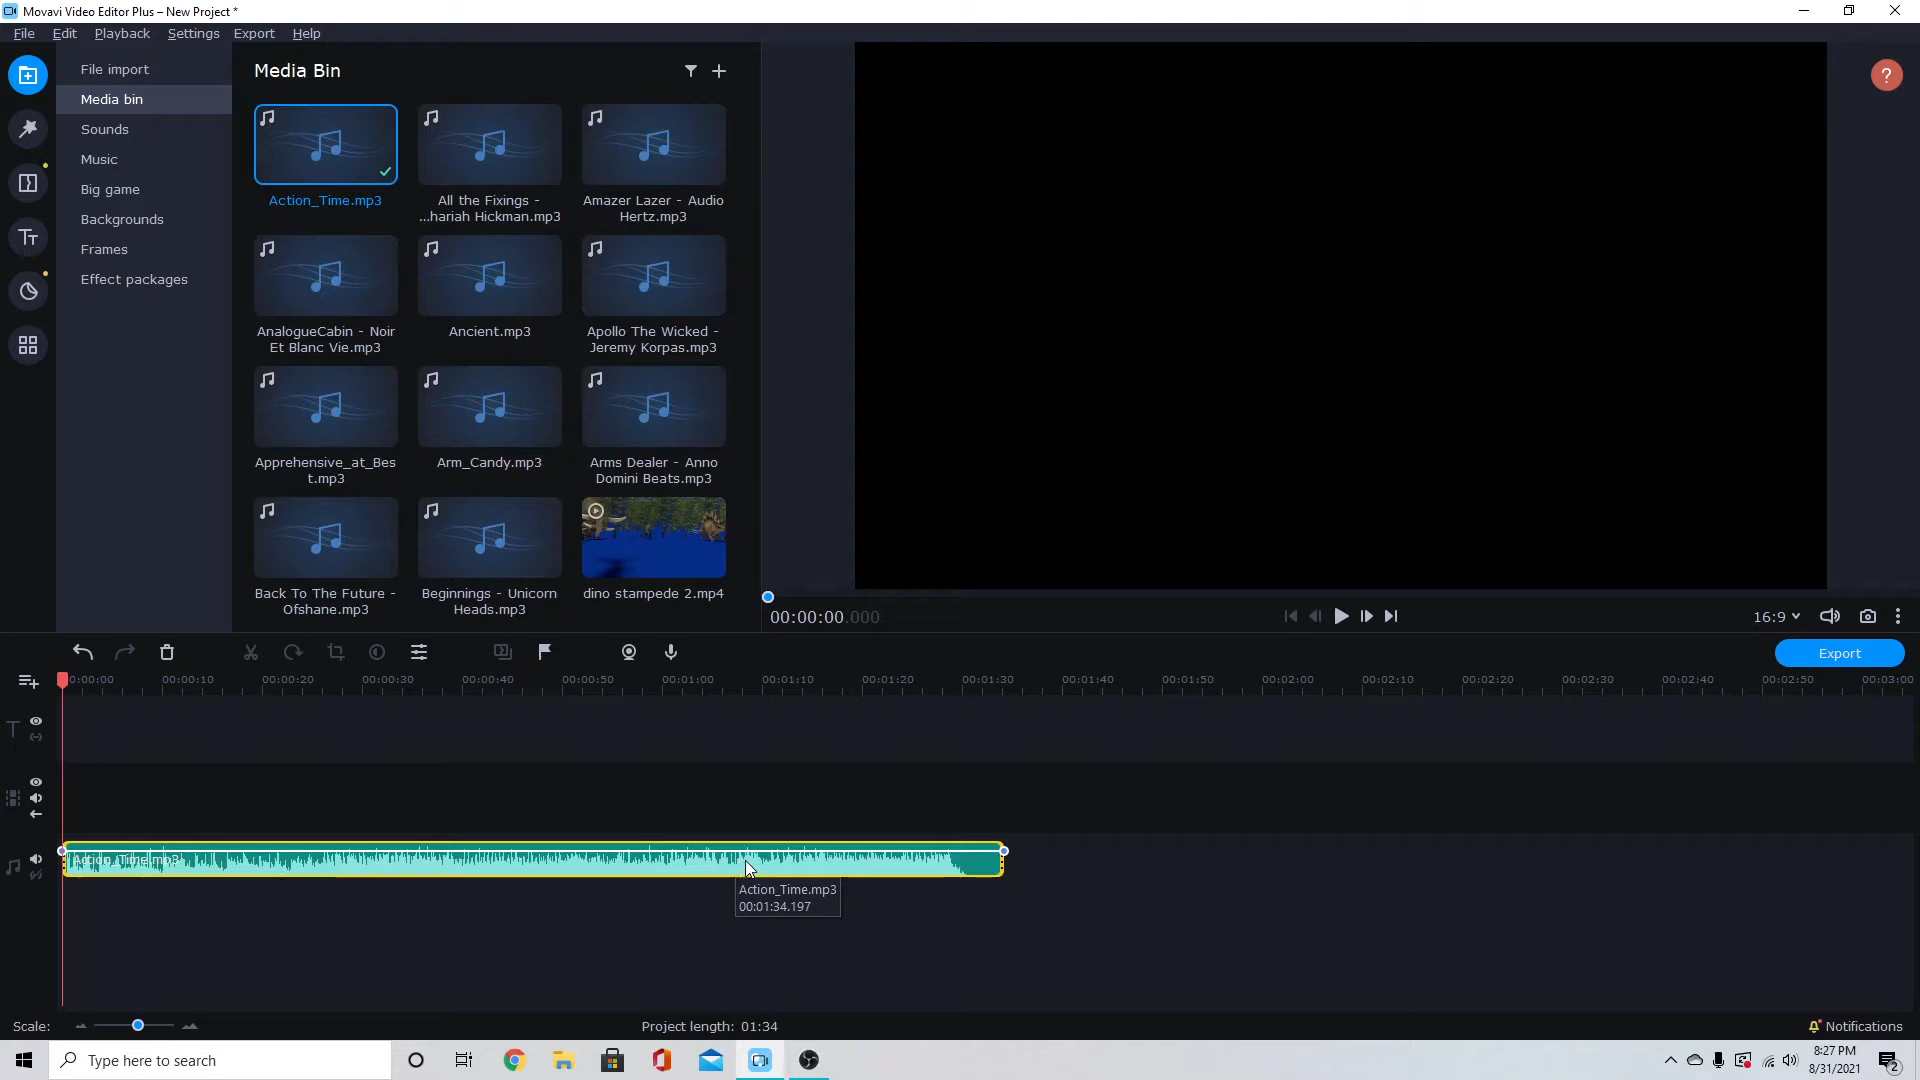 Movavi Video Editor Plus – New Project *
File Edit Playback Settings Export Help
File import
Media bin
Sounds
Music
Big game
Backgrounds
Frames
Effect packages
Media Bin
Action_Time.mp3
All the Fixings -
...hariah Hickman.mp3
Amazer Lazer - Audio
Hertz.mp3
AnalogueCabin - Noir
Et Blanc Vie.mp3
Ancient.mp3
Apollo The Wicked -
Jeremy Korpas.mp3
Apprehensive_at_Bes
t.mp3
Arm_Candy.mp3
Arms Dealer - Anno
Domini Beats.mp3
Back To The Future -
Ofshane.mp3
Beginnings - Unicorn
Heads.mp3
dino stampede 2.mp4
?
00:00:00.000
16:9
Export
0:00:00 00:00:10 00:00:20 00:00:30 00:00:40 00:00:50 00:01:00 00:01:10 00:01:20 00:01:30 00:01:40 00:01:50 00:02:00 00:02:10 00:02:20 00:02:30 00:02:40 00:02:50 00:03:00
Action_Time.mp3
Action_Time.mp3
00:01:34.197
Scale:
Project length: 01:34
Notifications
Type here to search
8:27 PM
8/31/2021
2